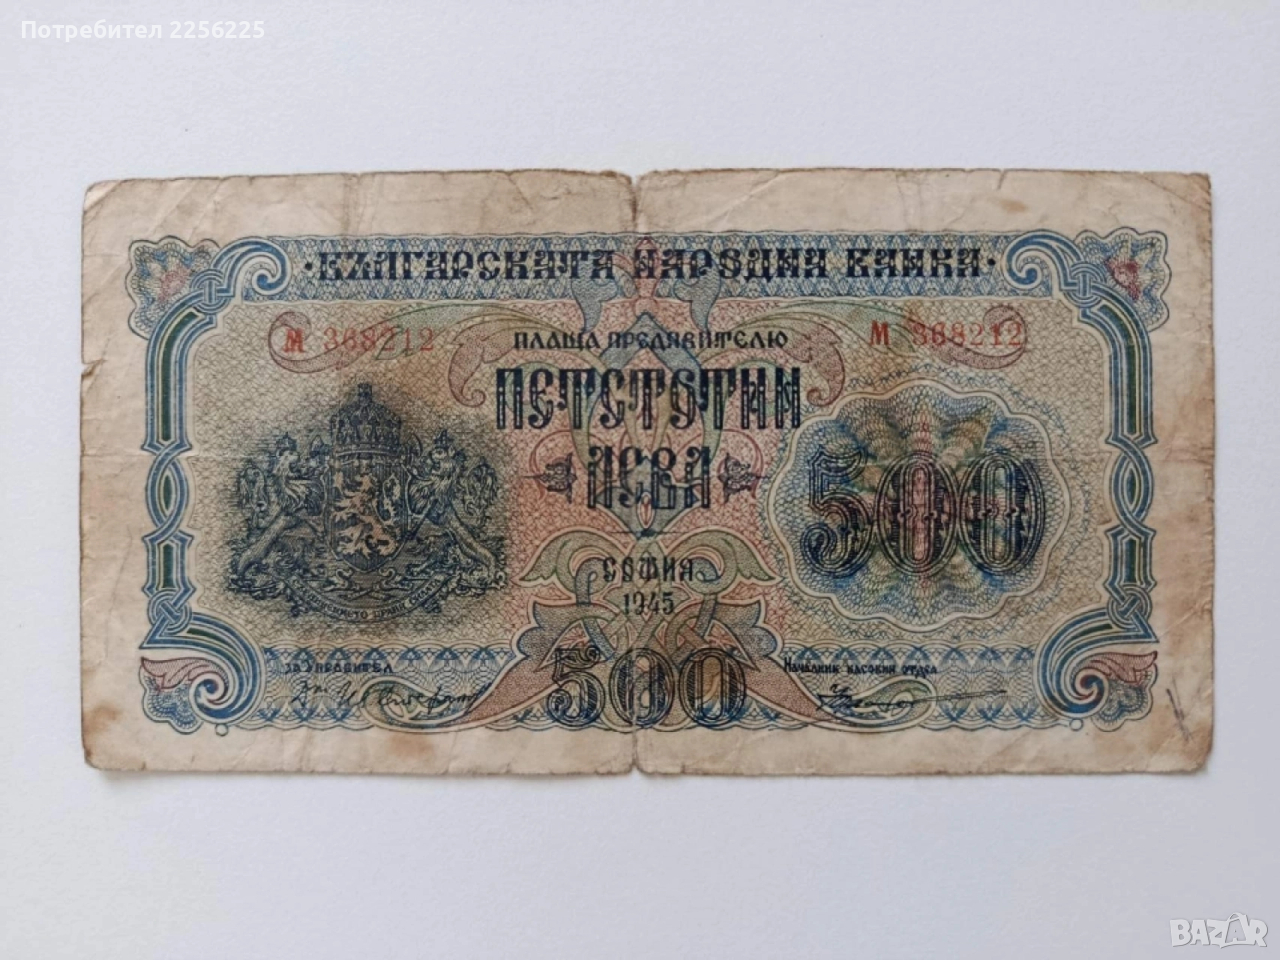 Потребител 2256225
·БЪЛГАРСКАТА НАРОДНА БАНКА·
М 368212
М 368212
ПЛАЩА ПРЕДЯВИТЕЛЮ
ПЕТСТОТИН
ЛЕВА
500
СОФИЯ
1945
ЗА УПРАВИТЕЛ
НАЧАЛНИК КАСОВИЯ ОТДЕЛ
500
BAZAR